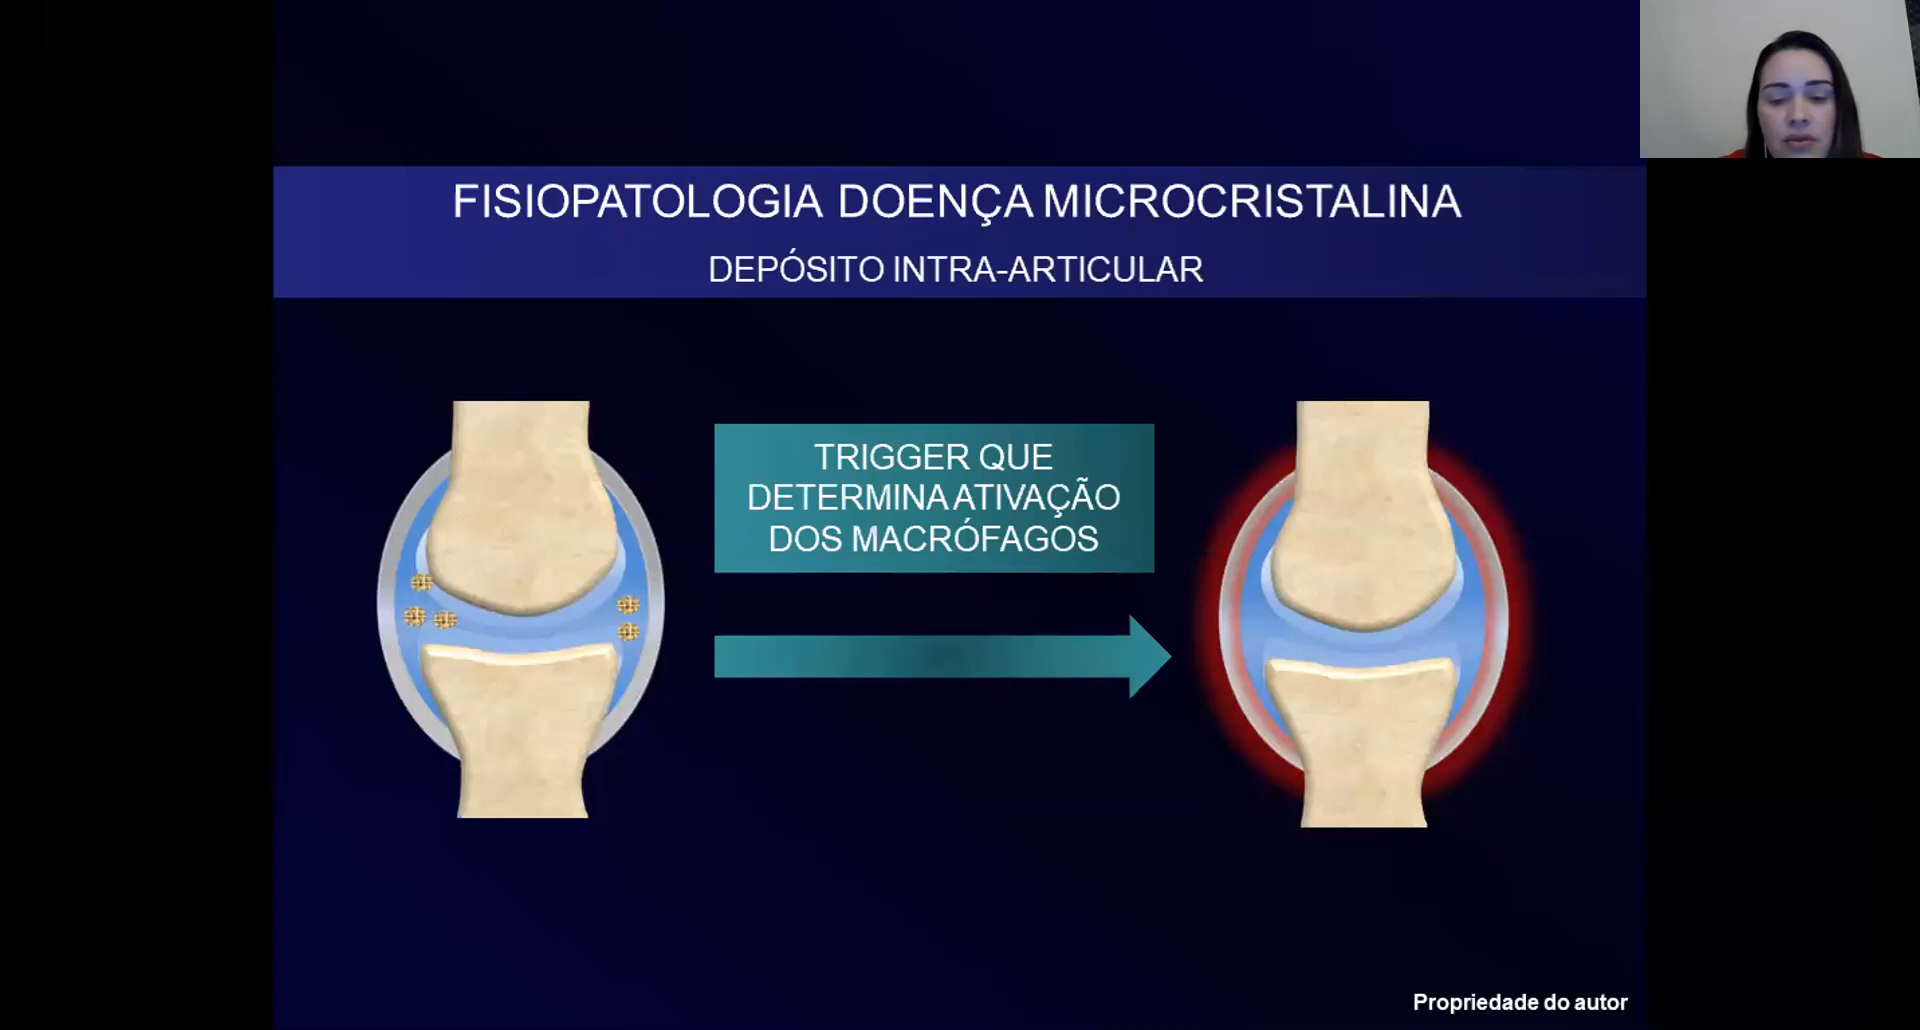 FISIOPATOLOGIA DOENÇA MICROCRISTALINA
DEPÓSITO INTRA-ARTICULAR
TRIGGER QUE
DETERMINA ATIVAÇÃO
DOS MACRÓFAGOS
Propriedade do autor